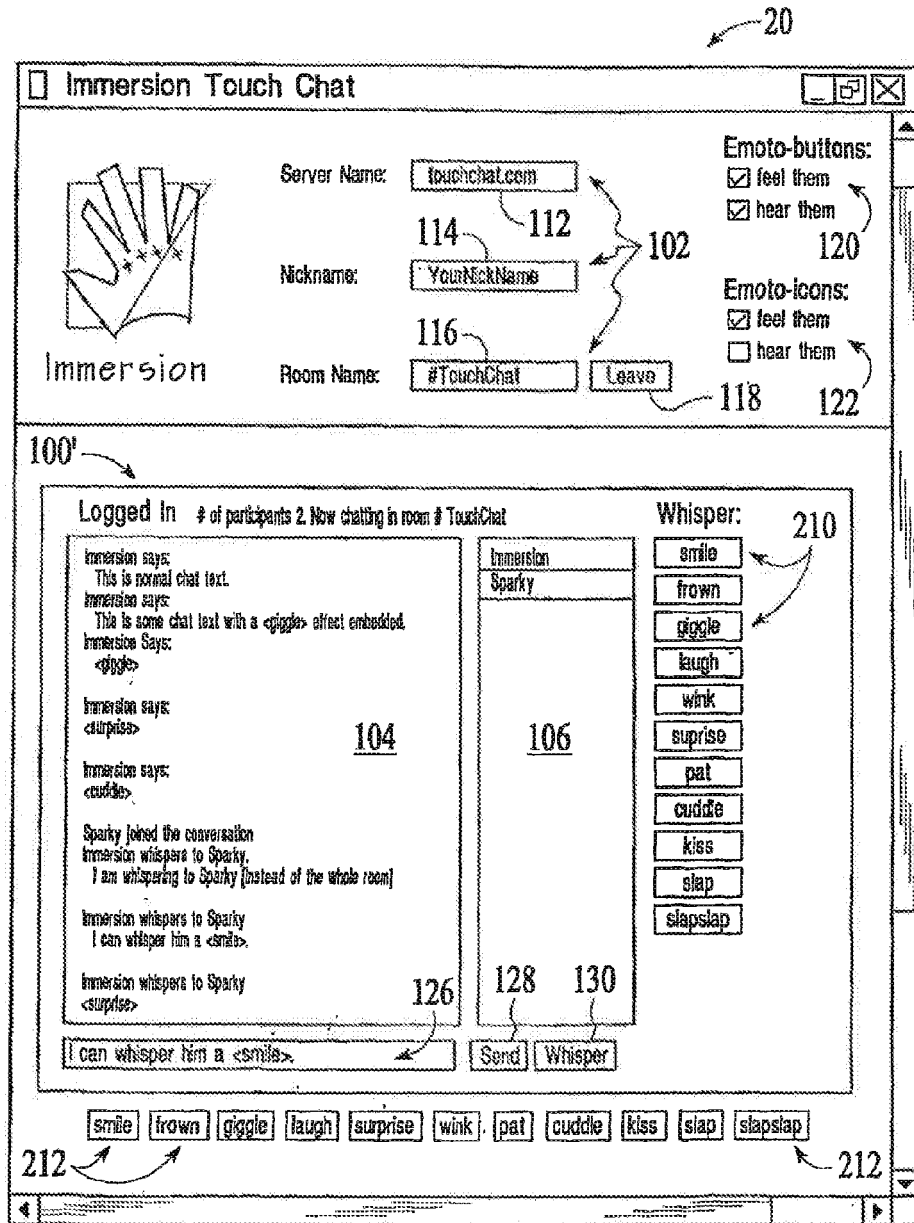 20
Immersion Touch Chat
Emoto-buttons:
feel them
hear them
120
Server Name: touchchat.com
112
102
114
Nickname: YourNickName
Emoto-icons:
feel them
hear them
122
116
Immersion
Room Name: #TouchChat Leave
118
100'
Logged In # of participants 2. Now chatting in room # TouchChat
Whisper:
210
Immersion says:
This is normal chat text.
Immersion says:
This is some chat text with a <giggle> effect embedded.
Immersion Says:
<giggle>
Immersion says:
<surprise>
104
Immersion says:
<cuddle>
Sparky joined the conversation
Immersion whispers to Sparky.
I am whispering to Sparky [instead of the whole room]
Immersion whispers to Sparky
I can whisper him a <smile>.
Immersion whispers to Sparky
<surprise>
126
Immersion
Sparky
106
smile
frown
giggle
laugh
wink
suprise
pat
cuddle
kiss
slap
slapslap
128
130
I can whisper him a <smile>. Send Whisper
smile frown giggle laugh surprise wink pat cuddle kiss slap slapslap
212
212